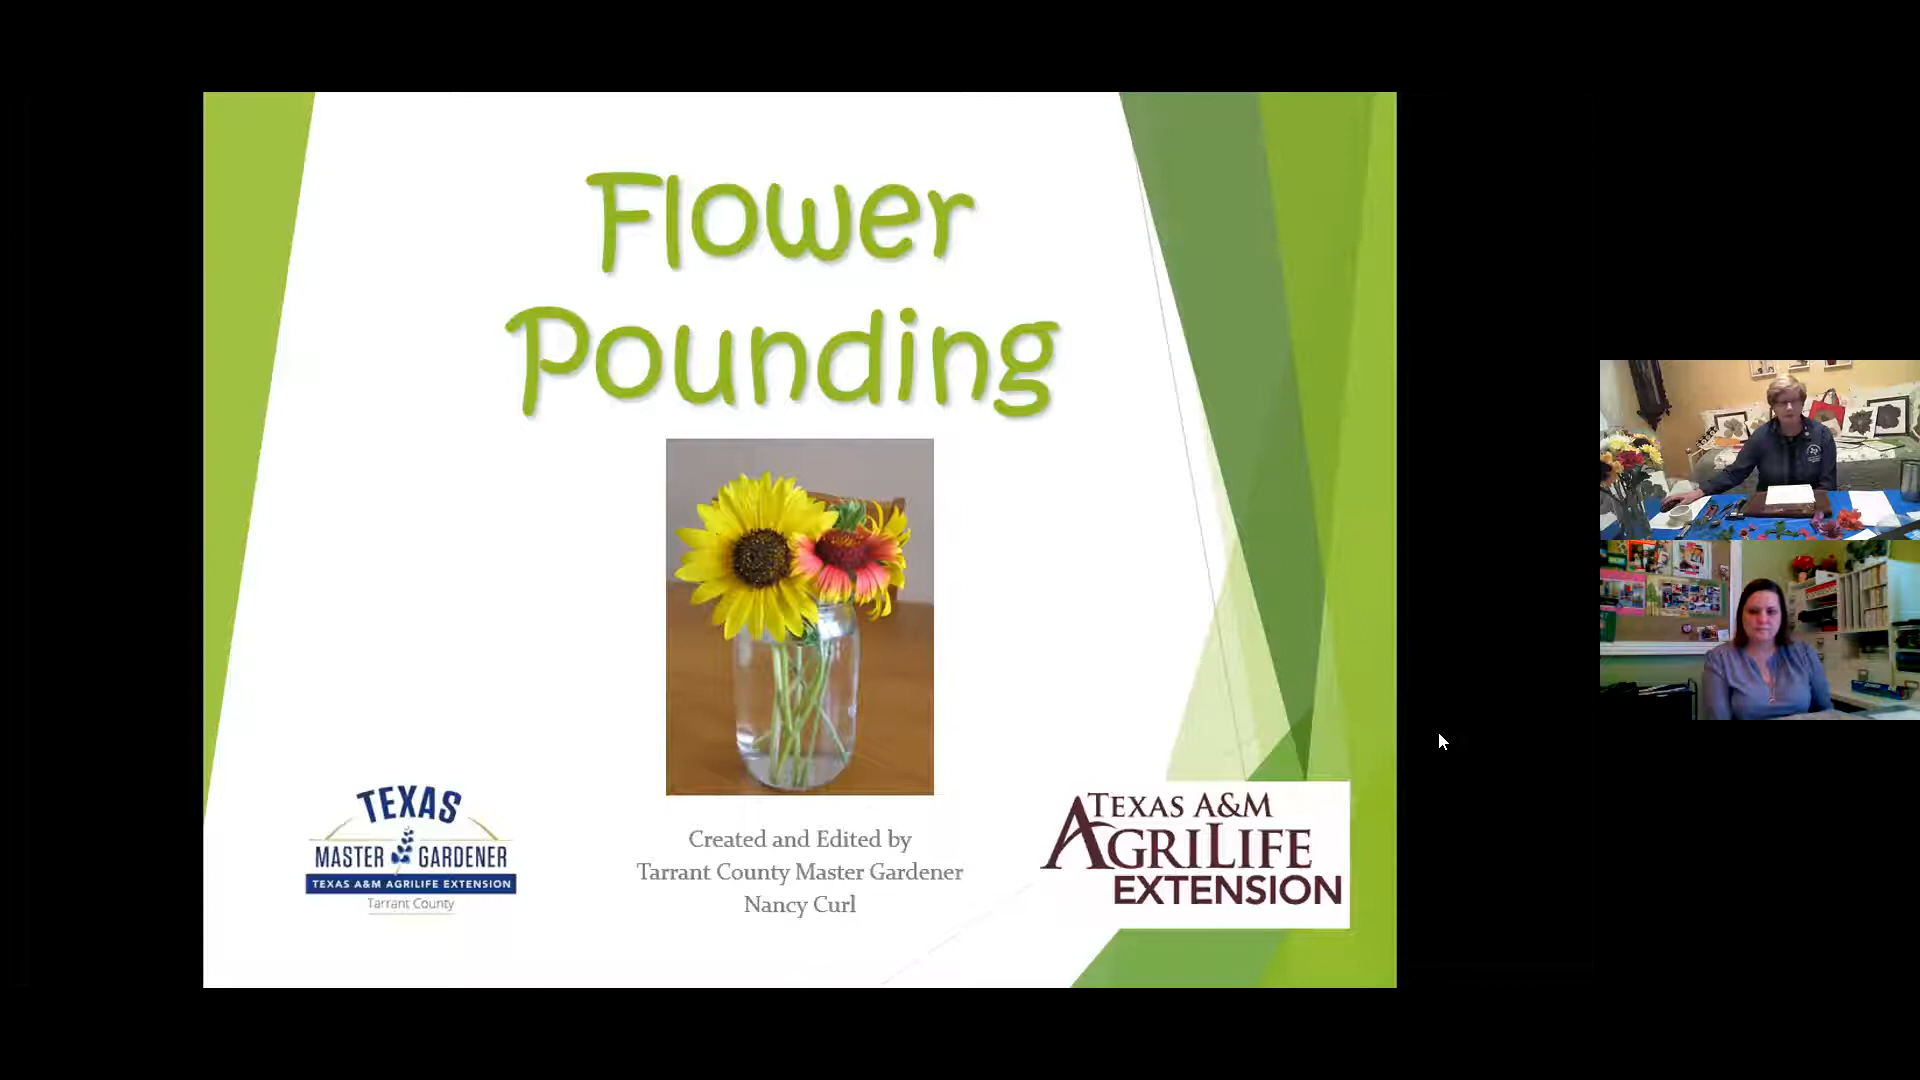 Flower
Pounding
TEXAS
MASTER GARDENER
TEXAS A&M AGRILIFE EXTENSION
Tarrant County
Created and Edited by
Tarrant County Master Gardener
Nancy Curl
TEXAS A&M
AGRILIFE
EXTENSION